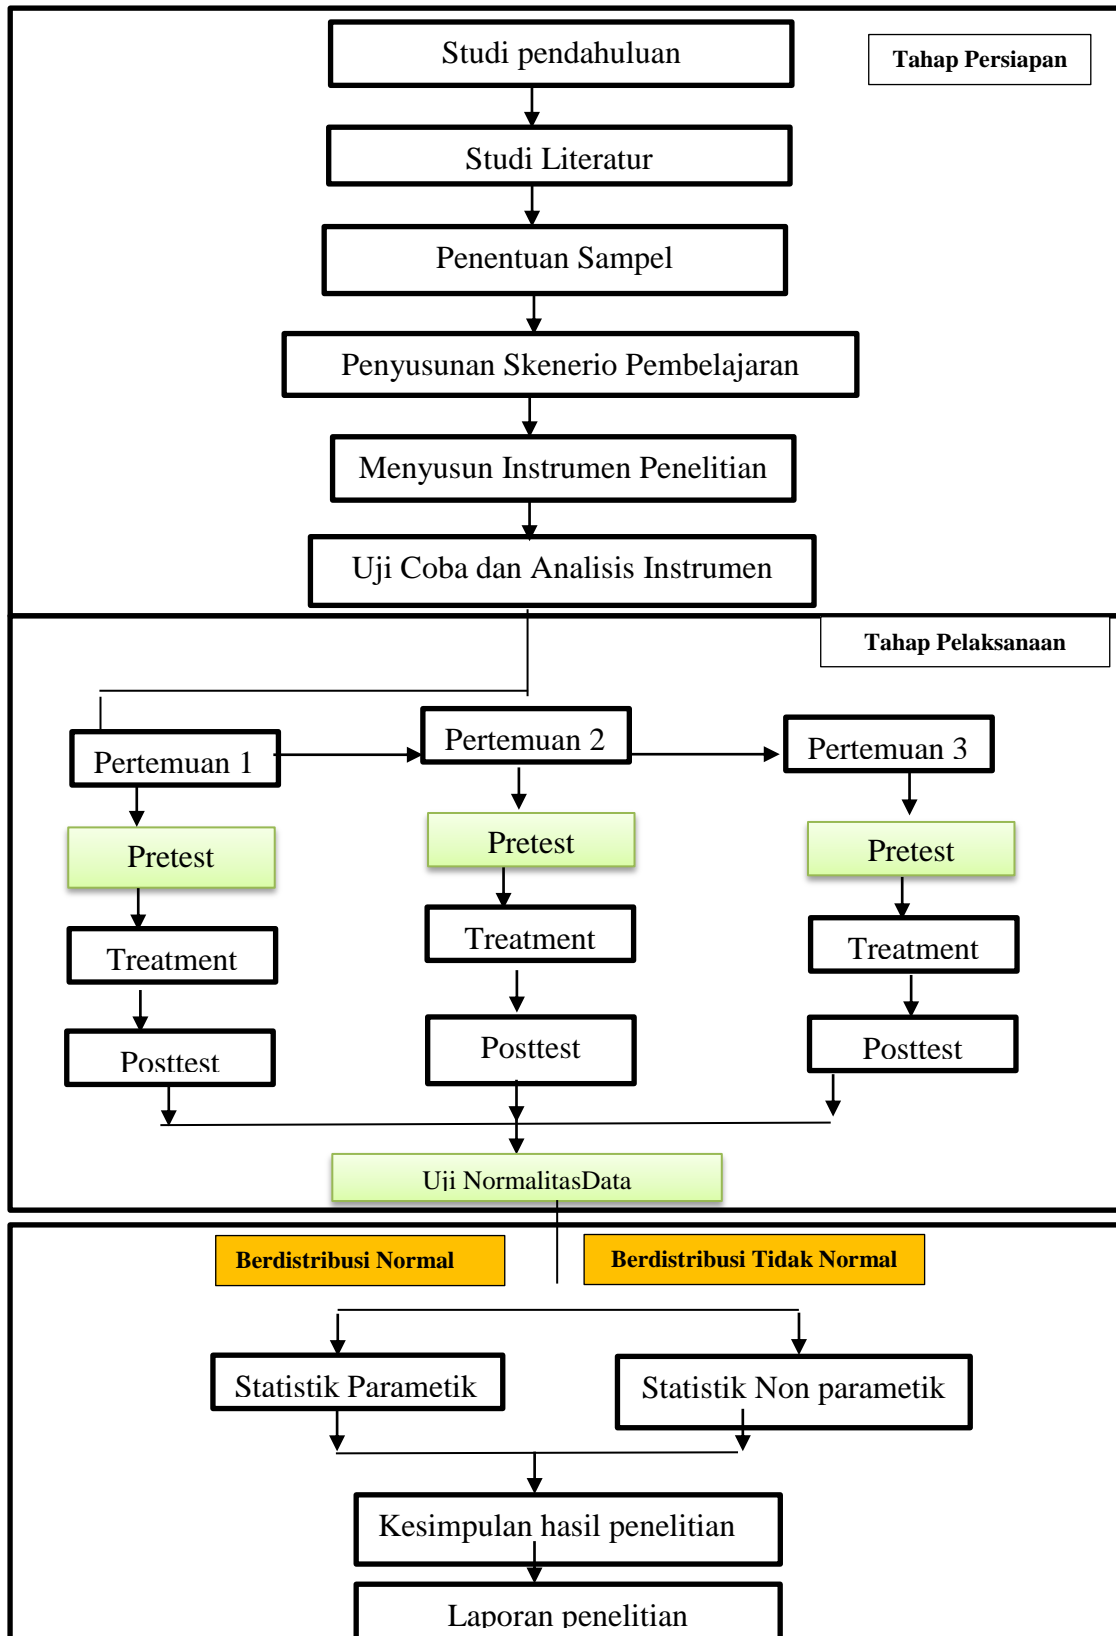 Studi pendahuluan
Tahap Persiapan
Studi Literatur
Penentuan Sampel
Penyusunan Skenerio Pembelajaran
Menyusun Instrumen Penelitian
Uji Coba dan Analisis Instrumen
Tahap Pelaksanaan
Pertemuan 1
Pertemuan 2
Pertemuan 3
Pretest
Pretest
Pretest
Treatment
Treatment
Treatment
Posttest
Posttest
Posttest
Uji NormalitasData
Berdistribusi Normal
Berdistribusi Tidak Normal
Statistik Parametik
Statistik Non parametik
Kesimpulan hasil penelitian
Laporan penelitian